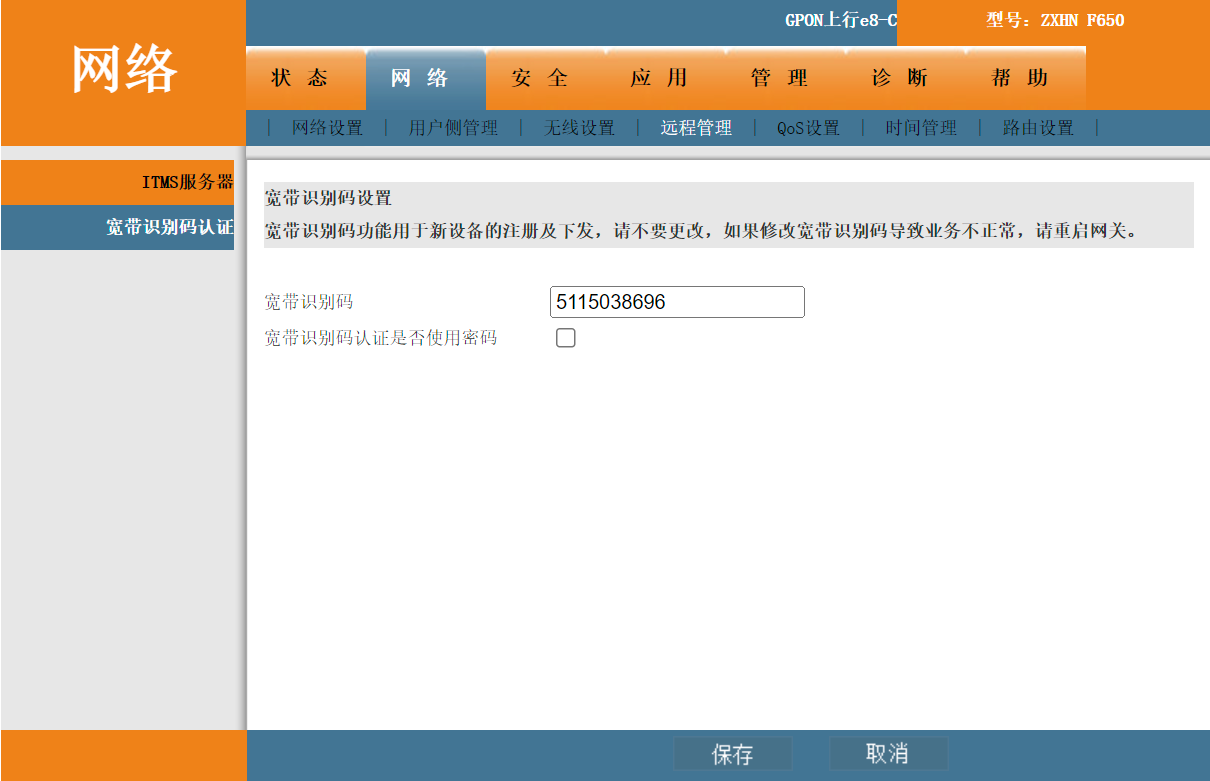 GPON上行e8-C 型号：ZXHN F650
网络
状态 网络 安全 应用 管理 诊断 帮助
| 网络设置 | 用户侧管理 | 无线设置 | 远程管理 | QoS设置 | 时间管理 | 路由设置 |
ITMS服务器
宽带识别码认证
宽带识别码设置
宽带识别码功能用于新设备的注册及下发，请不要更改，如果修改宽带识别码导致业务不正常，请重启网关。
宽带识别码 5115038696
宽带识别码认证是否使用密码
保存 取消